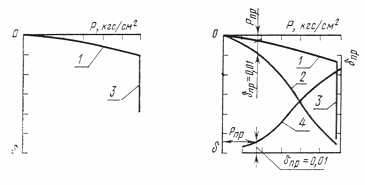 P, кгс/см²
0
1
3
δ
P, кгс/см²
Pпр
0
δпр=0,01
1
2
δпр
3
4
Pпр
δ
δпр=0,01